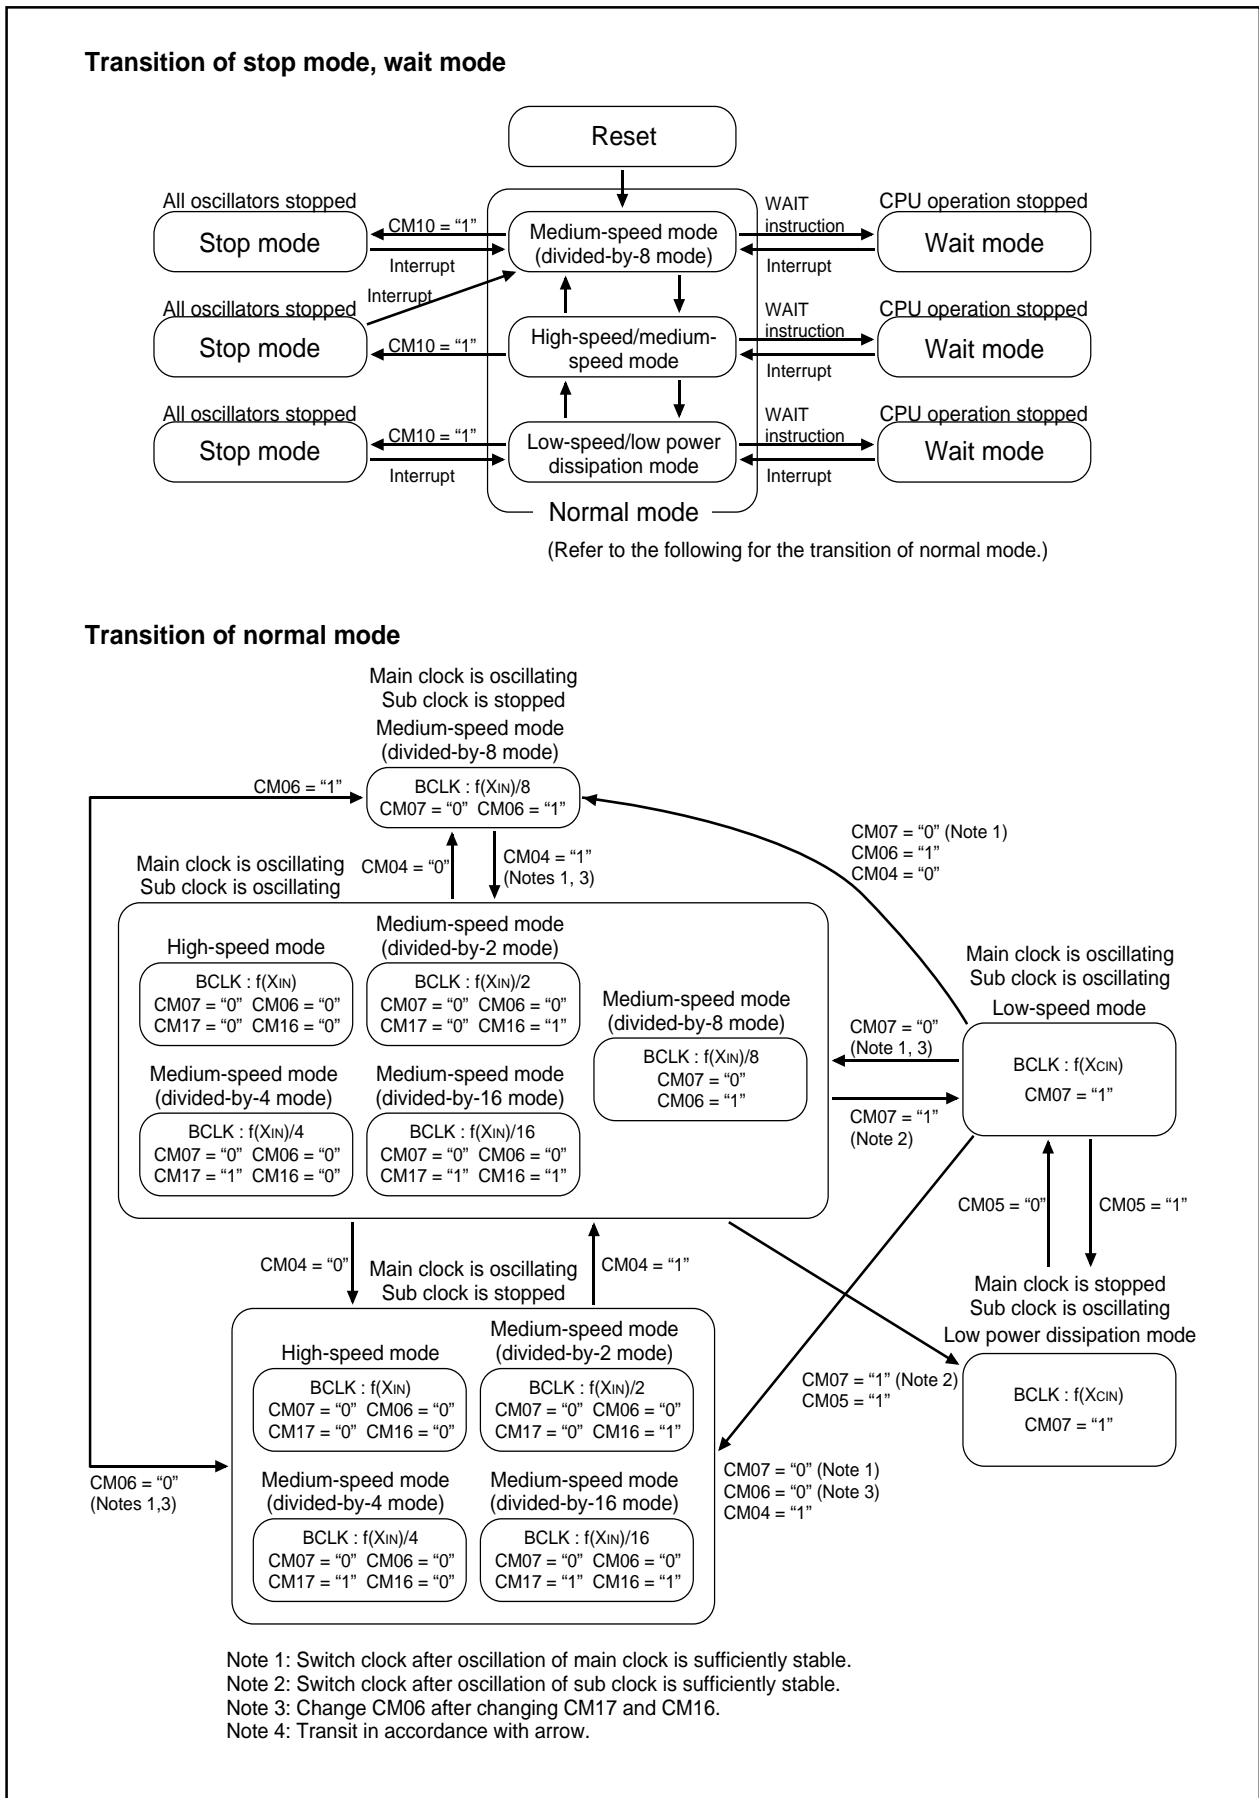 Transition of stop mode, wait mode
Reset
All oscillators stopped
Stop mode
CM10 = “1”
Interrupt
Medium-speed mode
(divided-by-8 mode)
WAIT
instruction
Interrupt
CPU operation stopped
Wait mode
Interrupt
All oscillators stopped
Stop mode
CM10 = “1”
High-speed/medium-
speed mode
WAIT
instruction
Interrupt
CPU operation stopped
Wait mode
All oscillators stopped
Stop mode
CM10 = “1”
Interrupt
Low-speed/low power
dissipation mode
WAIT
instruction
Interrupt
CPU operation stopped
Wait mode
Normal mode
(Refer to the following for the transition of normal mode.)
Transition of normal mode
Main clock is oscillating
Sub clock is stopped
Medium-speed mode
(divided-by-8 mode)
CM06 = “1”
BCLK : f(XIN)/8
CM07 = “0” CM06 = “1”
CM07 = “0” (Note 1)
CM06 = “1”
CM04 = “0”
Main clock is oscillating
Sub clock is oscillating
CM04 = “0”
CM04 = “1”
(Notes 1, 3)
High-speed mode
BCLK : f(XIN)
CM07 = “0” CM06 = “0”
CM17 = “0” CM16 = “0”
Medium-speed mode
(divided-by-2 mode)
BCLK : f(XIN)/2
CM07 = “0” CM06 = “0”
CM17 = “0” CM16 = “1”
Medium-speed mode
(divided-by-8 mode)
BCLK : f(XIN)/8
CM07 = “0”
CM06 = “1”
Medium-speed mode
(divided-by-4 mode)
BCLK : f(XIN)/4
CM07 = “0” CM06 = “0”
CM17 = “1” CM16 = “0”
Medium-speed mode
(divided-by-16 mode)
BCLK : f(XIN)/16
CM07 = “0” CM06 = “0”
CM17 = “1” CM16 = “1”
CM07 = “0”
(Note 1, 3)
CM07 = “1”
(Note 2)
Main clock is oscillating
Sub clock is oscillating
Low-speed mode
BCLK : f(XCIN)
CM07 = “1”
CM05 = “0”
CM05 = “1”
CM04 = “0”
Main clock is oscillating
Sub clock is stopped
CM04 = “1”
Main clock is stopped
Sub clock is oscillating
Low power dissipation mode
BCLK : f(XCIN)
CM07 = “1”
CM07 = “1” (Note 2)
CM05 = “1”
High-speed mode
BCLK : f(XIN)
CM07 = “0” CM06 = “0”
CM17 = “0” CM16 = “0”
Medium-speed mode
(divided-by-2 mode)
BCLK : f(XIN)/2
CM07 = “0” CM06 = “0”
CM17 = “0” CM16 = “1”
CM06 = “0”
(Notes 1,3)
Medium-speed mode
(divided-by-4 mode)
BCLK : f(XIN)/4
CM07 = “0” CM06 = “0”
CM17 = “1” CM16 = “0”
Medium-speed mode
(divided-by-16 mode)
BCLK : f(XIN)/16
CM07 = “0” CM06 = “0”
CM17 = “1” CM16 = “1”
CM07 = “0” (Note 1)
CM06 = “0” (Note 3)
CM04 = “1”
Note 1: Switch clock after oscillation of main clock is sufficiently stable.
Note 2: Switch clock after oscillation of sub clock is sufficiently stable.
Note 3: Change CM06 after changing CM17 and CM16.
Note 4: Transit in accordance with arrow.